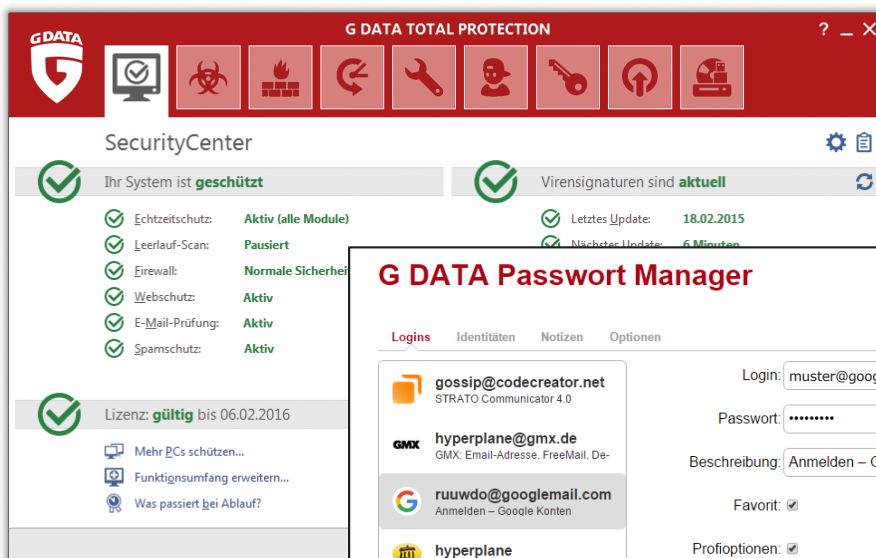 G DATA TOTAL PROTECTION
? _ X
G DATA
G
SecurityCenter
Ihr System ist geschützt
Echtzeitschutz: Aktiv (alle Module)
Leerlauf-Scan: Pausiert
Firewall: Normale
Webschutz: Aktiv
E-Mail-Prüfung: Aktiv
Spamschutz: Aktiv
Virensignaturen sind aktuell
Letztes Update: 18.02.2015
Nächstes Update: 6 Minuten
Lizenz: gültig bis 06.02.2016
Mehr PCs schützen...
Funktionsumfang erweitern...
Was passiert bei Ablauf?
G DATA Passwort Manager
Logins Identitäten Notizen Optionen
gossip@codecreator.net
STRATO Communicator 4.0
GMX
hyperplane@gmx.de
GMX: Email-Adresse, FreeMail, De-
G
ruuwdo@googlemail.com
Anmelden – Google Konten
hyperplane
Login: muster@goog
Passwort: •••••••••
Beschreibung: Anmelden – G
Favorit:
Profioptionen: